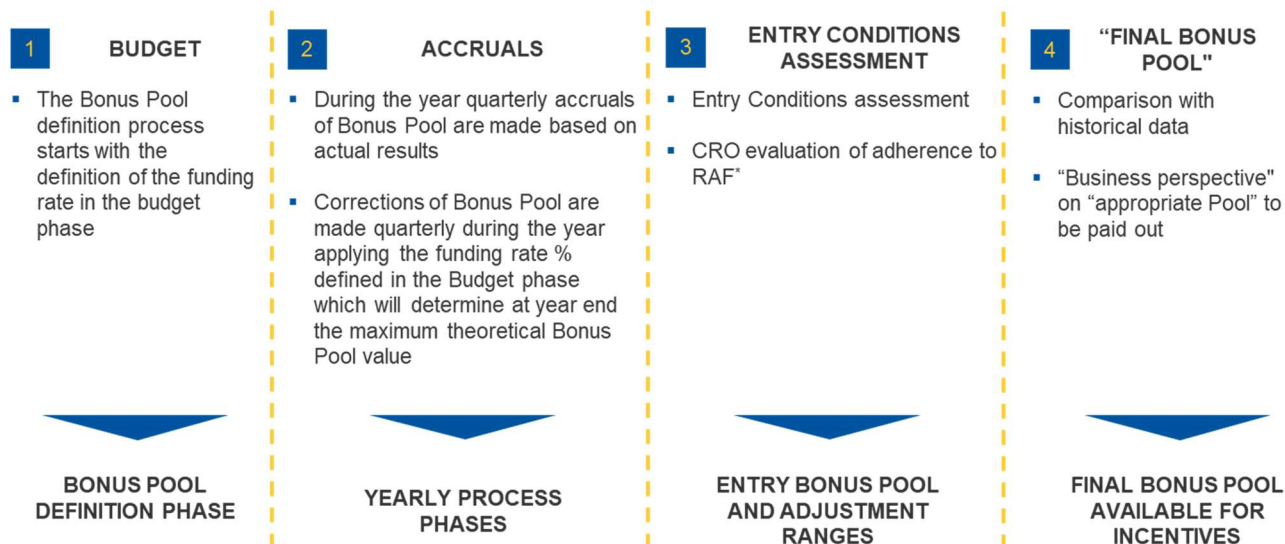 1
BUDGET
▪ The Bonus Pool
definition process
starts with the
definition of the funding
rate in the budget
phase
BONUS POOL
DEFINITION PHASE
2
ACCRUALS
▪ During the year quarterly accruals
of Bonus Pool are made based on
actual results
▪ Corrections of Bonus Pool are
made quarterly during the year
applying the funding rate %
defined in the Budget phase
which will determine at year end
the maximum theoretical Bonus
Pool value
YEARLY PROCESS
PHASES
3
ENTRY CONDITIONS
ASSESSMENT
▪ Entry Conditions assessment
▪ CRO evaluation of adherence to
RAF*
ENTRY BONUS POOL
AND ADJUSTMENT
RANGES
4
“FINAL BONUS
POOL"
▪ Comparison with
historical data
▪ “Business perspective"
on “appropriate Pool” to
be paid out
FINAL BONUS POOL
AVAILABLE FOR
INCENTIVES